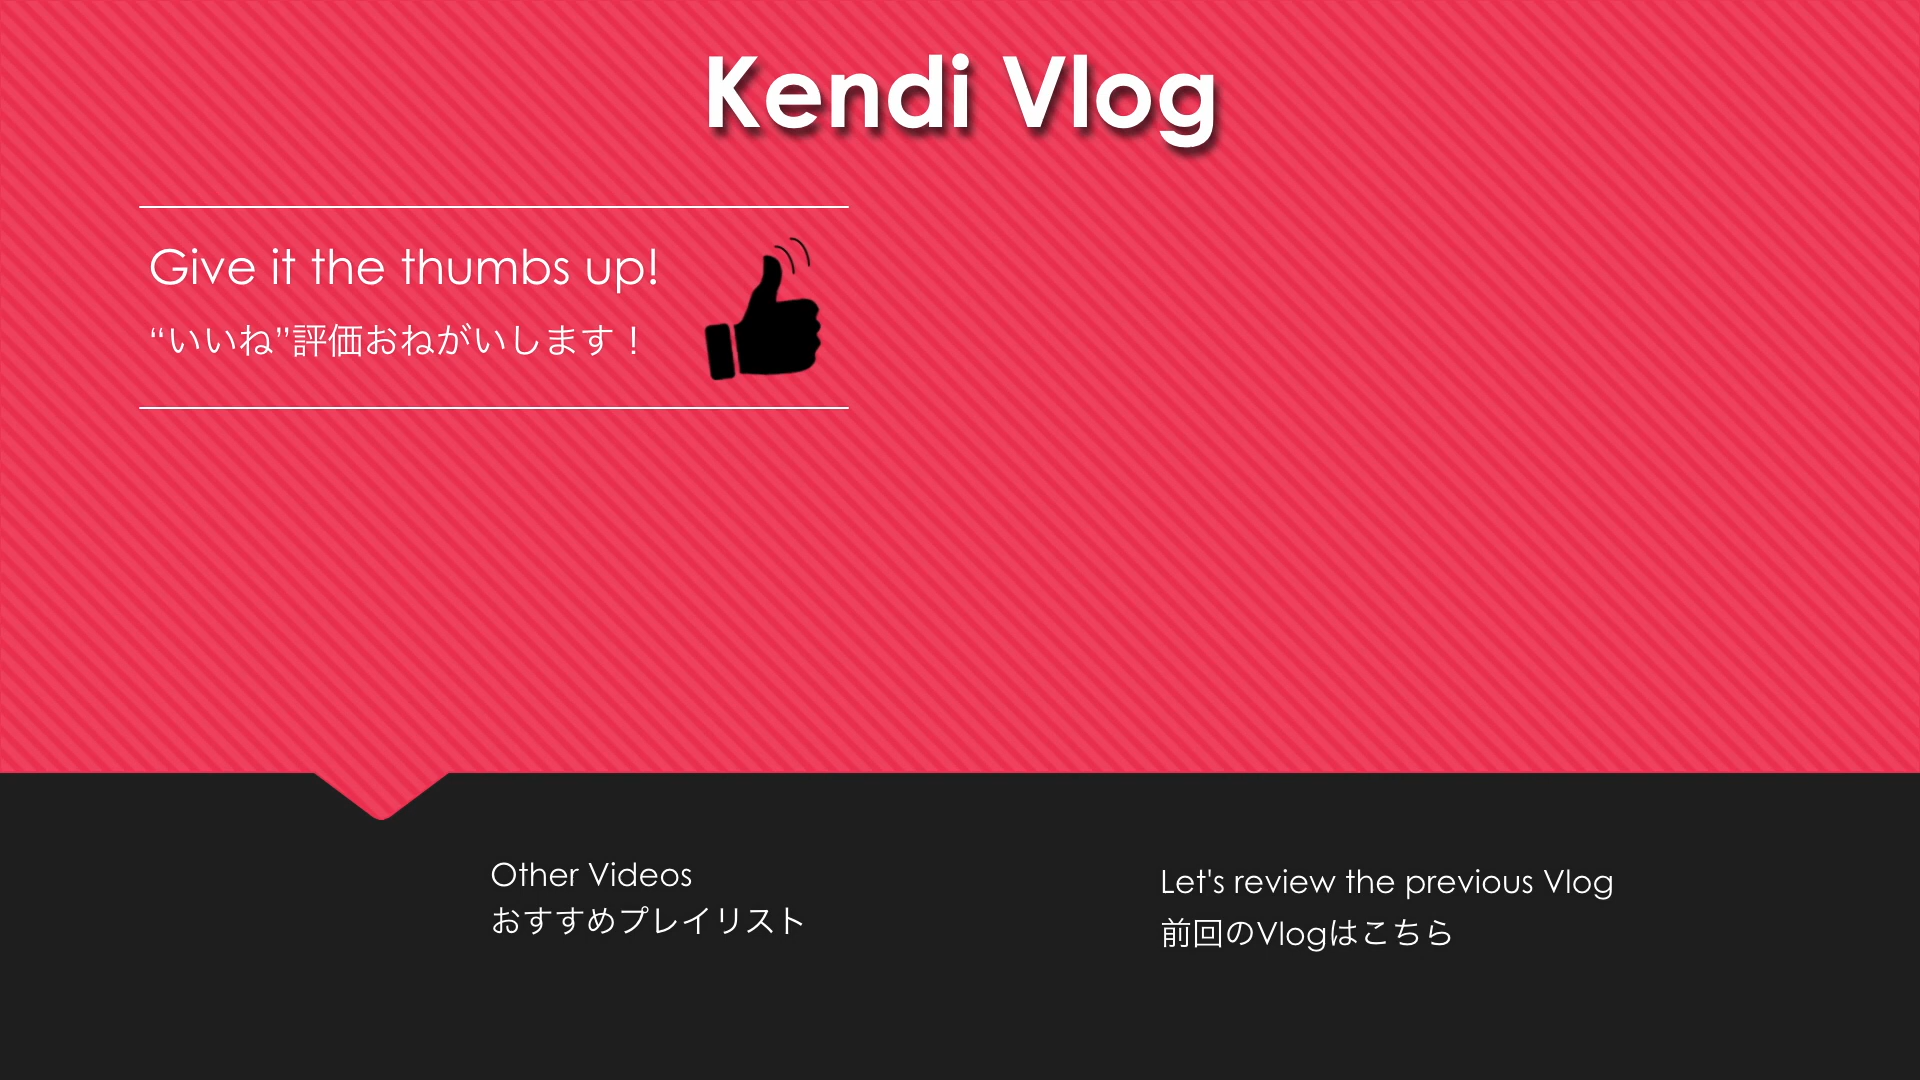 Kendi Vlog
Give it the thumbs up!
“いいね”評価おねがいします！
Other Videos
おすすめプレイリスト
Let's review the previous Vlog
前回のVlogはこちら